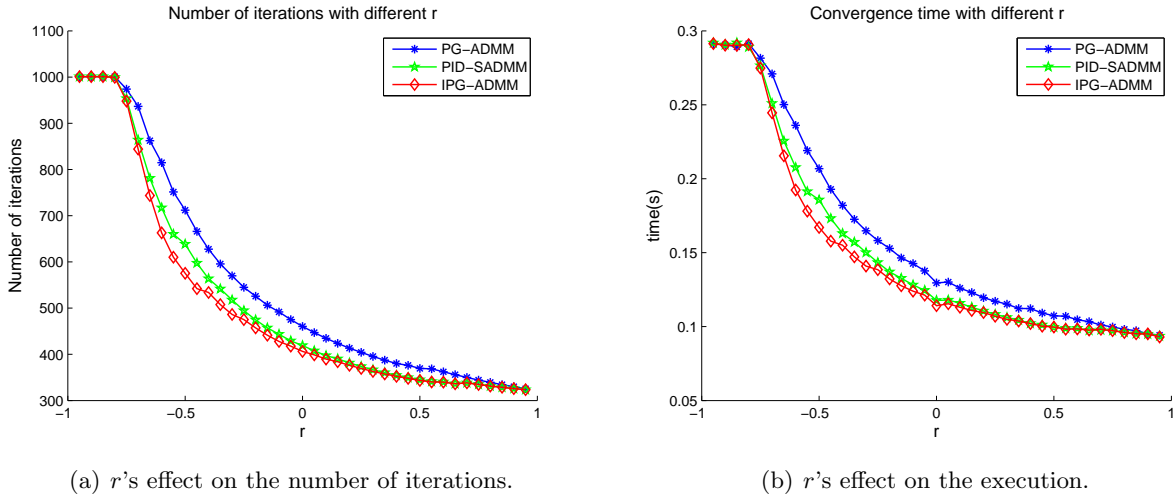 Number of iterstions with different r
1100
1000
900
800
700
600
500
400
300
Number of iterations
−1
−0.5
0
0.5
1
r
PG−ADMM
PID−SADMM
IPG−ADMM
(a) r's effect on the number of iterations.
Convergence time with different r
0.3
0.25
0.2
0.15
0.1
0.05
time(s)
−1
−0.5
0
0.5
1
r
PG−ADMM
PID−SADMM
IPG−ADMM
(b) r's effect on the execution.